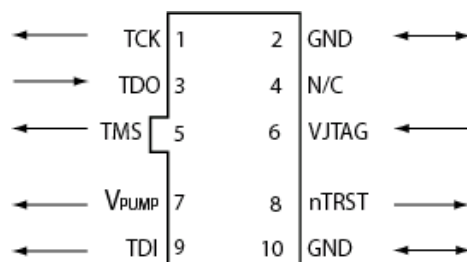 TCK 1 2 GND
TDO 3 4 N/C
TMS 5 6 VJTAG
VPUMP 7 8 nTRST
TDI 9 10 GND